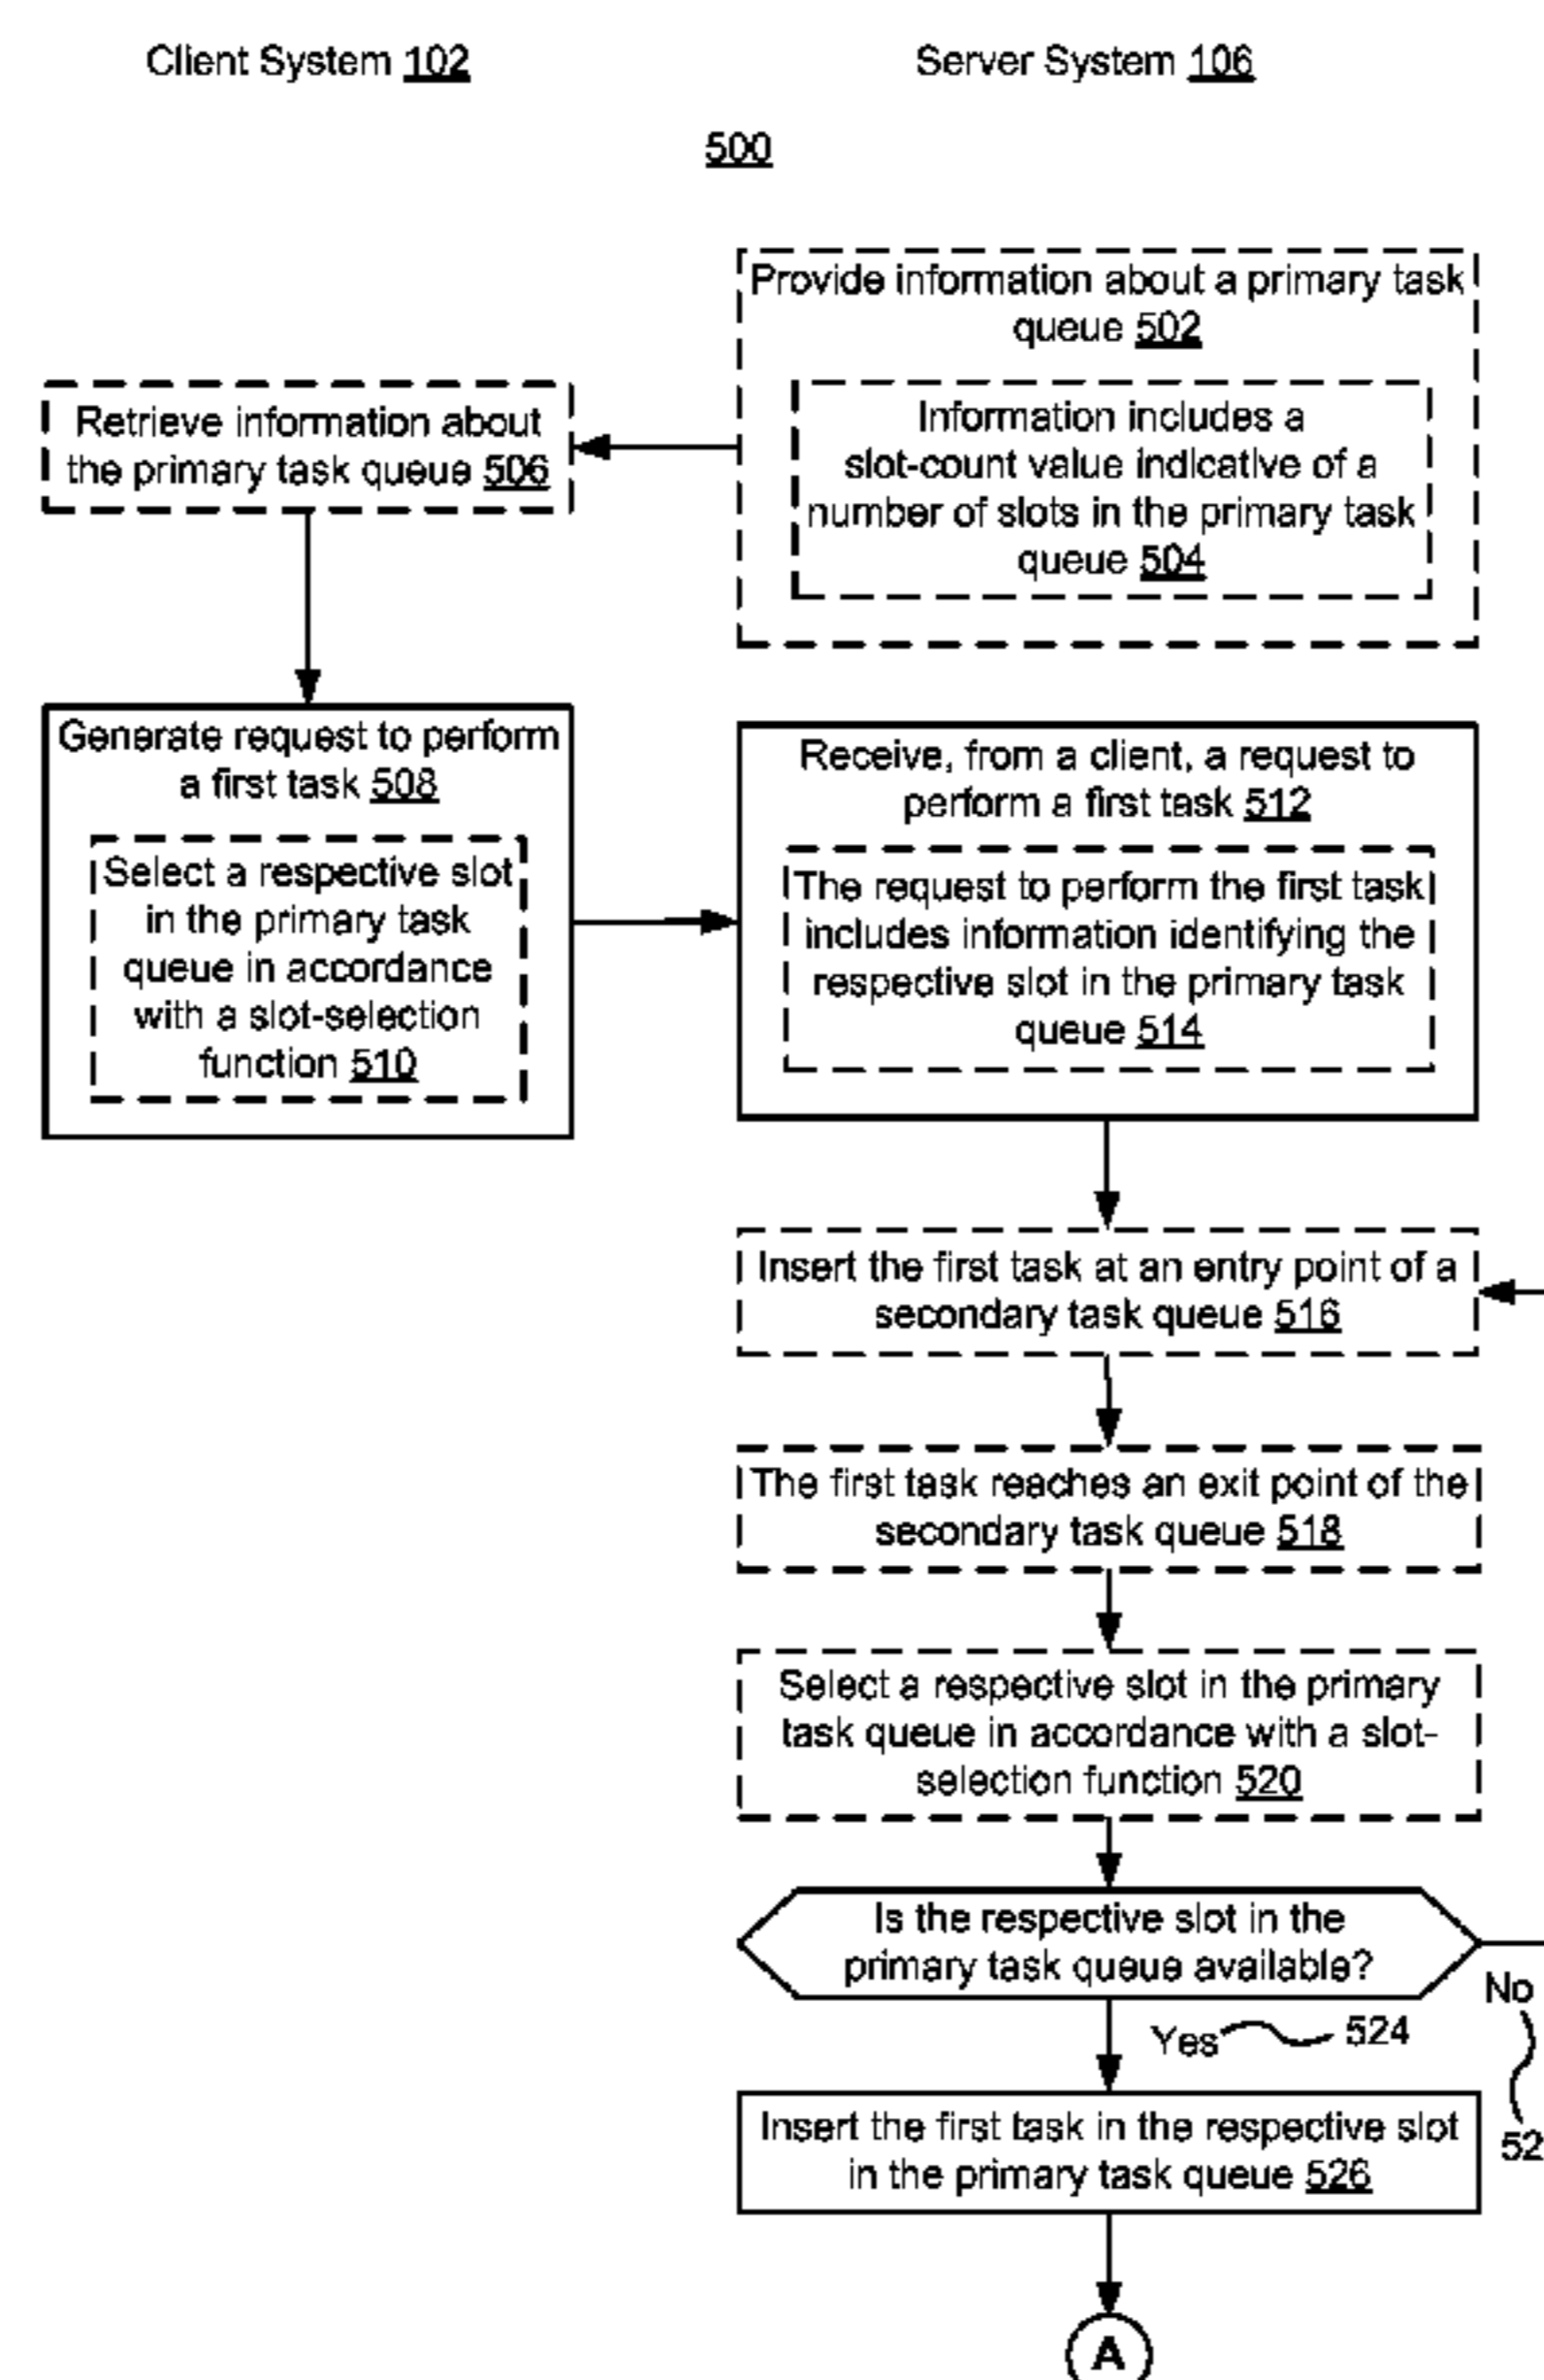 Client System 102
Server System 106
500
Provide information about a primary task
queue 502
Information includes a
slot-count value indicative of a
number of slots in the primary task
queue 504
Retrieve information about
the primary task queue 506
Generate request to perform
a first task 508
Select a respective slot
in the primary task
queue in accordance
with a slot-selection
function 510
Receive, from a client, a request to
perform a first task 512
The request to perform the first task
includes information identifying the
respective slot in the primary task
queue 514
Insert the first task at an entry point of a
secondary task queue 516
The first task reaches an exit point of the
secondary task queue 518
Select a respective slot in the primary
task queue in accordance with a slot-
selection function 520
Is the respective slot in the
primary task queue available?
No
Yes 524
Insert the first task in the respective slot
in the primary task queue 526
A